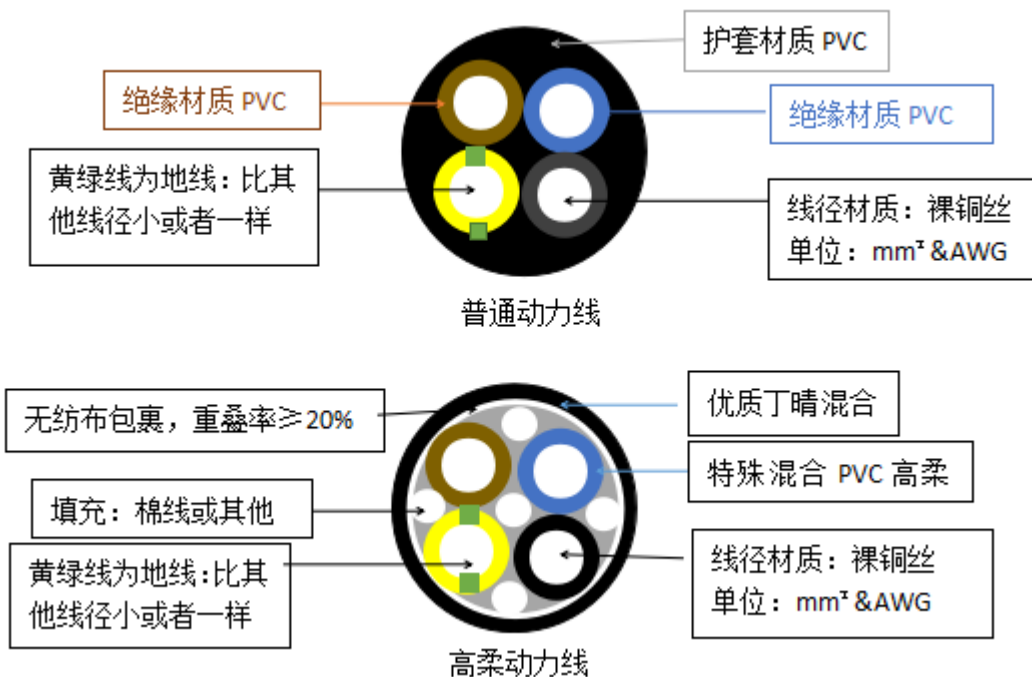 护套材质 PVC
绝缘材质 PVC
绝缘材质 PVC
黄绿线为地线：比其
他线径小或者一样
线径材质：裸铜丝
单位：mm² &AWG
普通动力线
无纺布包裹，重叠率≥20%
优质丁晴混合
特殊混合 PVC 高柔
填充：棉线或其他
黄绿线为地线:比其
他线径小或者一样
线径材质：裸铜丝
单位：mm² &AWG
高柔动力线